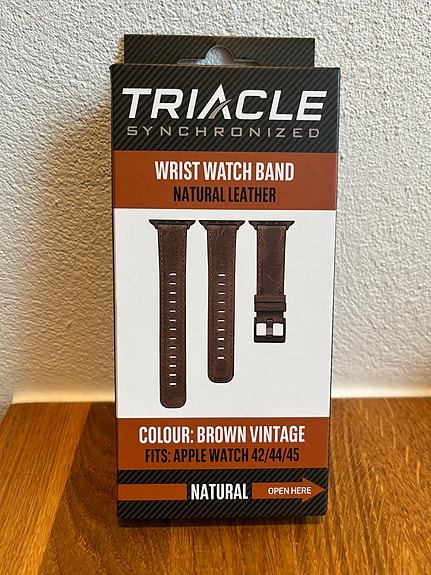 TRIACLE
SYNCHRONIZED
WRIST WATCH BAND
NATURAL LEATHER
COLOUR: BROWN VINTAGE
FITS: APPLE WATCH 42/44/45
NATURAL OPEN HERE